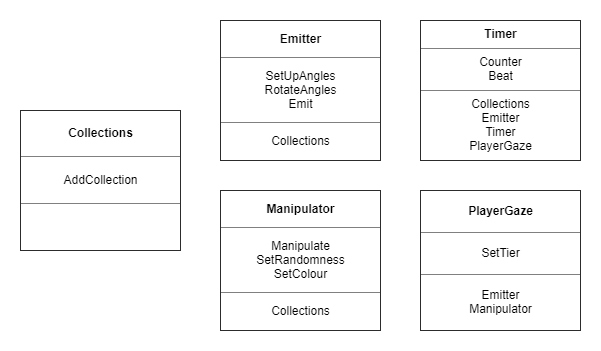 Collections
AddCollection
Emitter
SetUpAngles
RotateAngles
Emit
Collections
Timer
Counter
Beat
Collections
Emitter
Timer
PlayerGaze
Manipulator
Manipulate
SetRandomness
SetColour
Collections
PlayerGaze
SetTier
Emitter
Manipulator